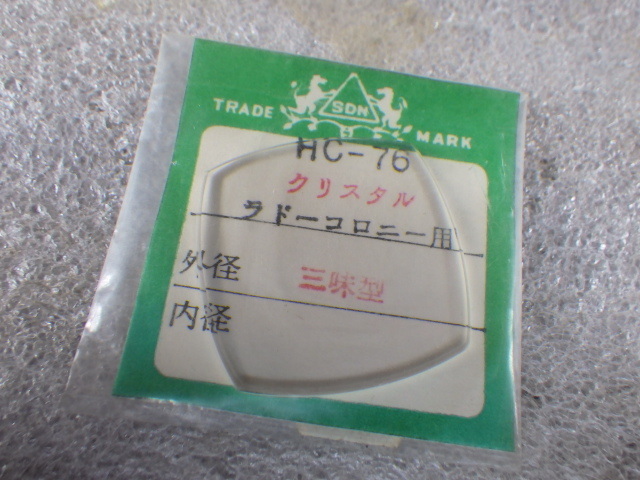 SDN
TRADE MARK
HC-76
クリスタル
ラドーコロニー用
外径 三味型
内径